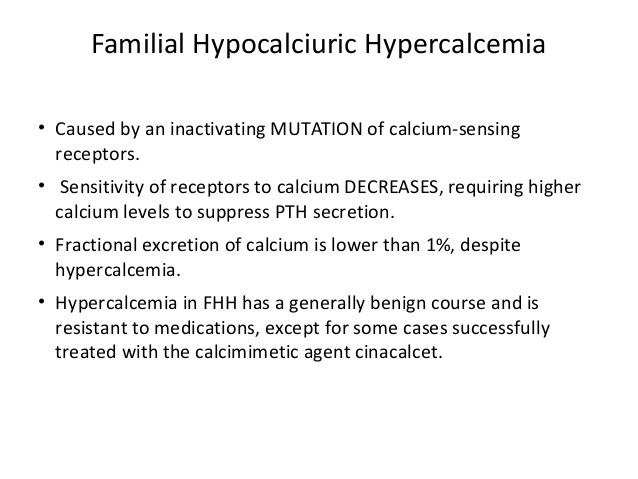 Familial Hypocalciuric Hypercalcemia
• Caused by an inactivating MUTATION of calcium-sensing
receptors.
• Sensitivity of receptors to calcium DECREASES, requiring higher
calcium levels to suppress PTH secretion.
• Fractional excretion of calcium is lower than 1%, despite
hypercalcemia.
• Hypercalcemia in FHH has a generally benign course and is
resistant to medications, except for some cases successfully
treated with the calcimimetic agent cinacalcet.